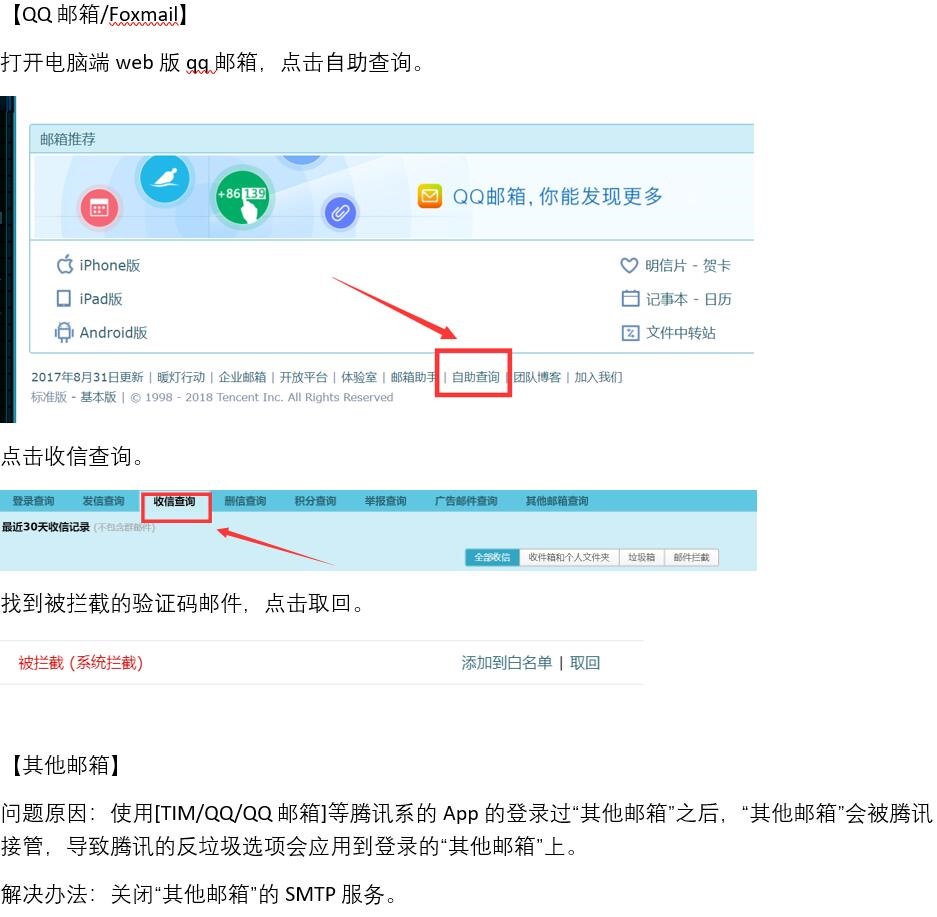 【QQ 邮箱/Foxmail】
打开电脑端 web 版 qq 邮箱，点击自助查询。
邮箱推荐
+86 139
QQ邮箱，你能发现更多
iPhone版
明信片 - 贺卡
iPad版
记事本 - 日历
Android版
文件中转站
2017年8月31日更新 | 暖灯行动 | 企业邮箱 | 开放平台 | 体验室 | 邮箱助手 | 自助查询 | 团队博客 | 加入我们
标准版 - 基本版 | © 1998 - 2018 Tencent Inc. All Rights Reserved
点击收信查询。
登录查询 发信查询 收信查询 删信查询 积分查询 举报查询 广告邮件查询 其他邮箱查询
最近30天收信记录 (不包含群邮件)
全部收信 收件箱和个人文件夹 垃圾箱 邮件拦截
找到被拦截的验证码邮件，点击取回。
被拦截 (系统拦截) 添加到白名单 | 取回
【其他邮箱】
问题原因：使用[TIM/QQ/QQ 邮箱]等腾讯系的 App 的登录过“其他邮箱”之后，“其他邮箱”会被腾讯
接管，导致腾讯的反垃圾选项会应用到登录的“其他邮箱”上。
解决办法：关闭“其他邮箱”的 SMTP 服务。